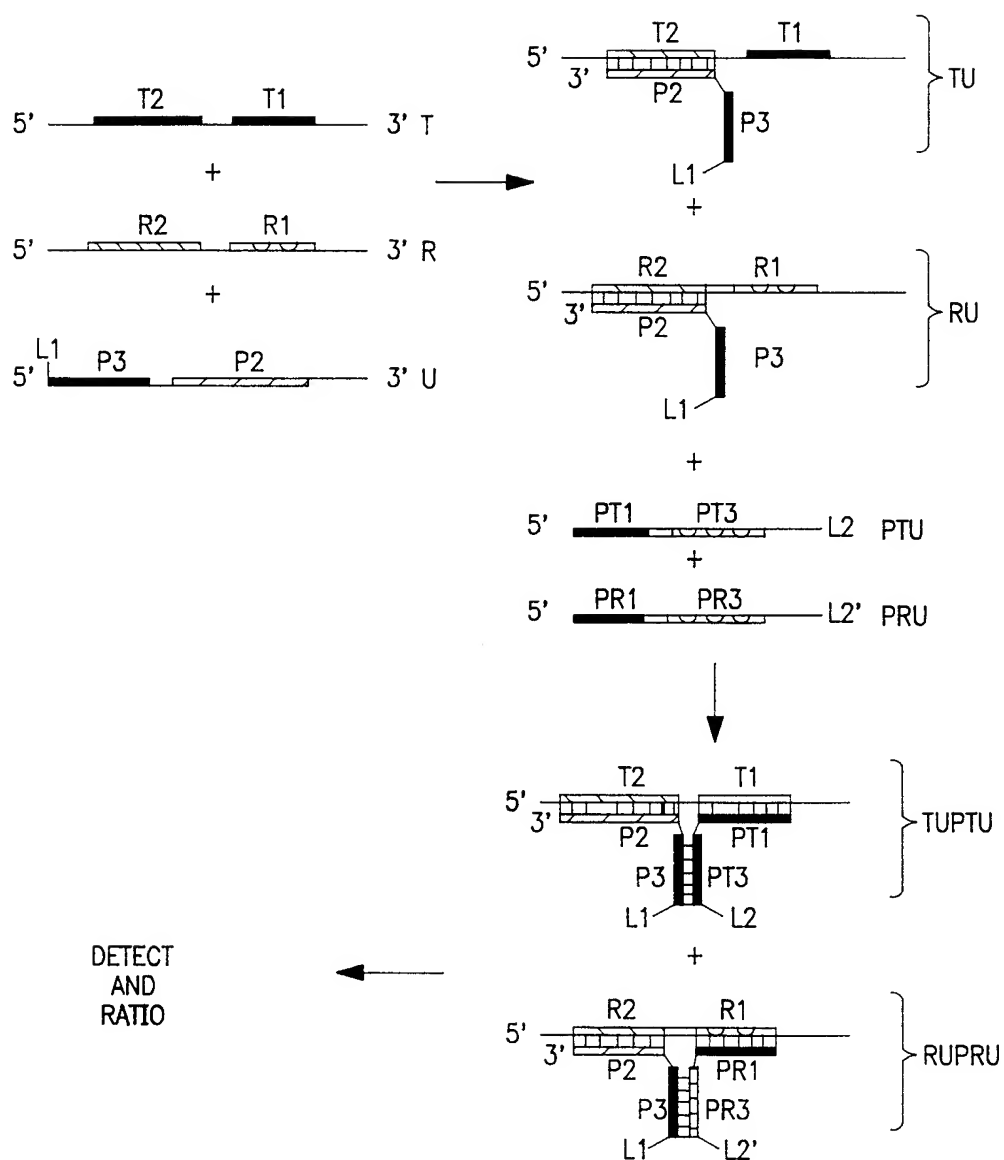 T2 T1
5' 3' T
+
R2 R1
5' 3' R
+
L1
P3 P2
5' 3' U
T2 T1
5'
3'
P2
P3
L1
TU
+
R2 R1
5'
3'
P2
P3
L1
RU
+
PT1 PT3
5' L2 PTU
+
PR1 PR3
5' L2' PRU
T2 T1
5'
3'
P2 PT1
P3 PT3
L1 L2
TUPTU
+
R2 R1
5'
3'
P2 PR1
P3 PR3
L1 L2'
RUPRU
DETECT
AND
RATIO